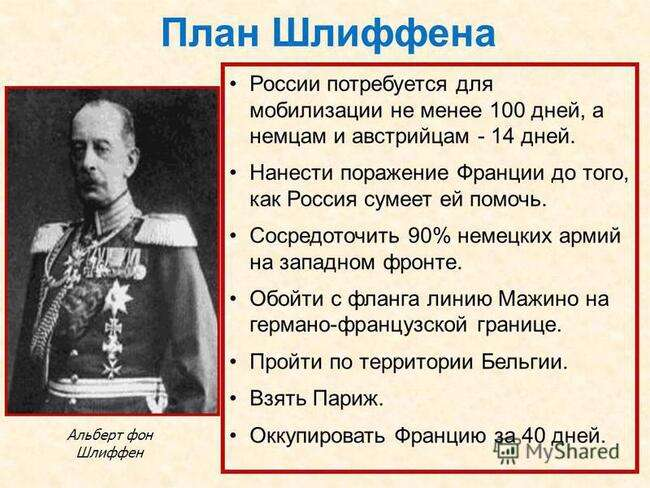 План Шлиффена
• России потребуется для
мобилизации не менее 100 дней, а
немцам и австрийцам - 14 дней.
• Нанести поражение Франции до того,
как Россия сумеет ей помочь.
• Сосредоточить 90% немецких армий
на западном фронте.
• Обойти с фланга линию Мажино на
германо-французской границе.
• Пройти по территории Бельгии.
• Взять Париж.
• Оккупировать Францию за 40 дней.
Альберт фон
Шлиффен
MyShared